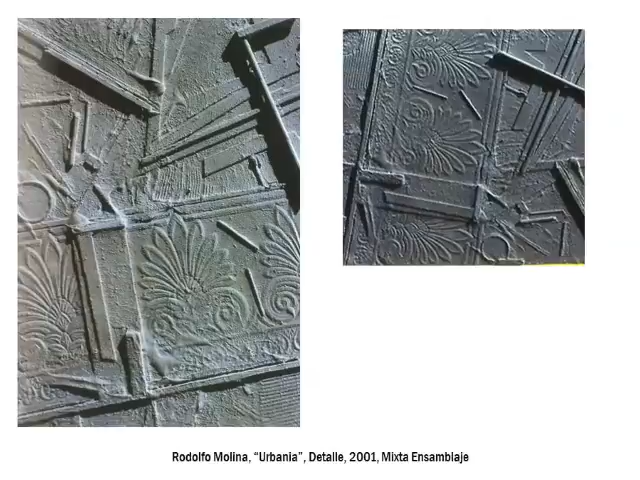 Rodolfo Molina, “Urbania”, Detalle, 2001, Mixta Ensamblaje